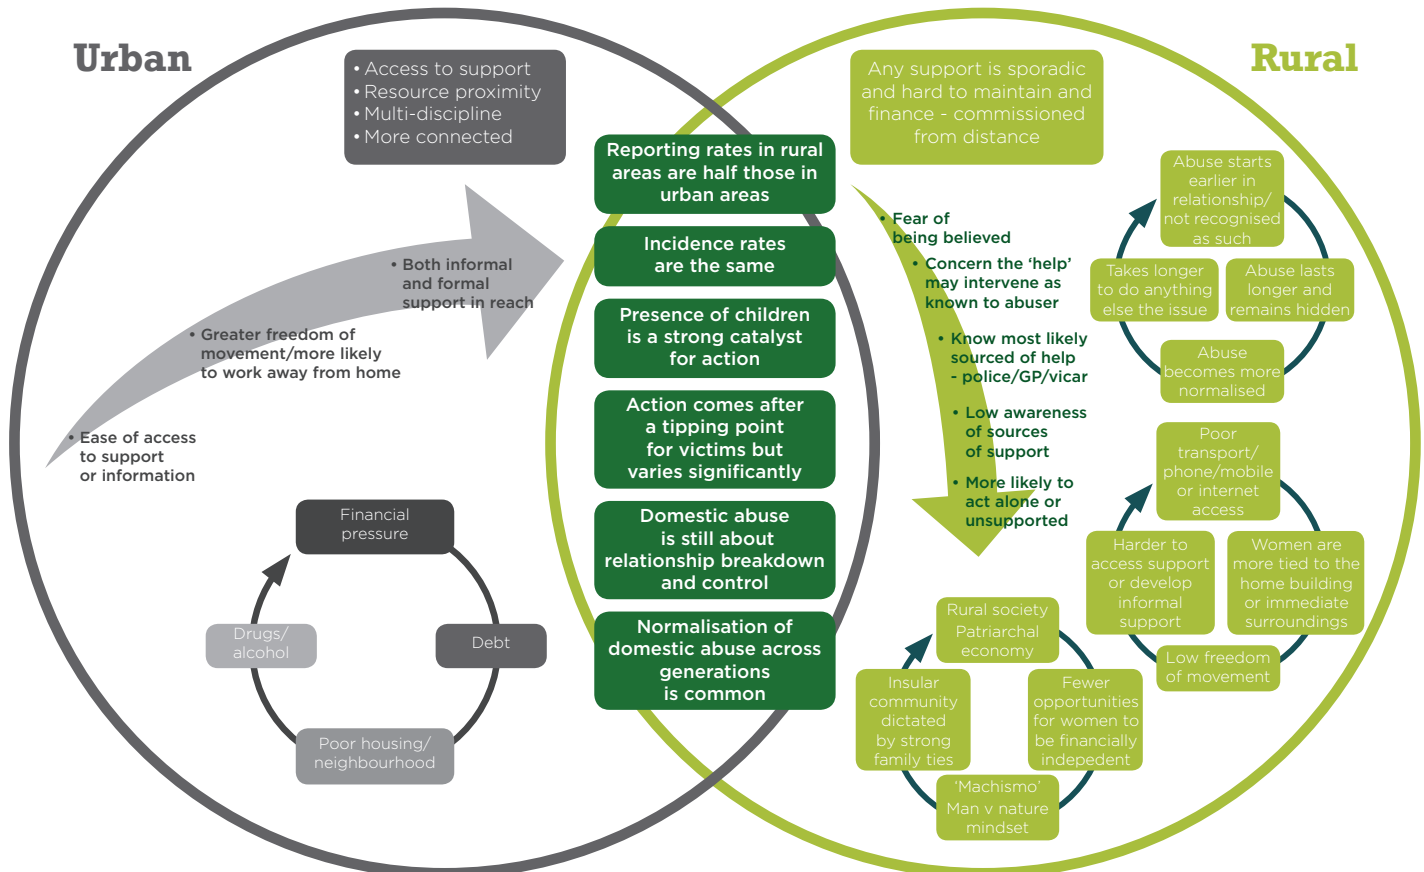 Urban
• Access to support
• Resource proximity
• Multi-discipline
• More connected
• Both informal
and formal
support in reach
• Greater freedom of
movement/more likely
to work away from home
• Ease of access
to support
or information
Financial
pressure
Debt
Poor housing/
neighbourhood
Drugs/
alcohol
Reporting rates in rural
areas are half those in
urban areas
Incidence rates
are the same
Presence of children
is a strong catalyst
for action
Action comes after
a tipping point
for victims but
varies significantly
Domestic abuse
is still about
relationship breakdown
and control
Normalisation of
domestic abuse across
generations
is common
Rural
Any support is sporadic
and hard to maintain and
finance - commissioned
from distance
• Fear of
being believed
• Concern the ‘help’
may intervene as
known to abuser
• Know most likely
sourced of help
- police/GP/vicar
• Low awareness
of sources
of support
• More likely to
act alone or
unsupported
Abuse starts
earlier in
relationship/
not recognised
as such
Abuse lasts
longer and
remains hidden
Abuse
becomes more
normalised
Takes longer
to do anything
else the issue
Poor
transport/
phone/mobile
or internet
access
Women are
more tied to the
home building
or immediate
surroundings
Low freedom
of movement
Harder to
access support
or develop
informal
support
Rural society
Patriarchal
economy
Fewer
opportunities
for women to
be financially
indepedent
‘Machismo’
Man v nature
mindset
Insular
community
dictated
by strong
family ties